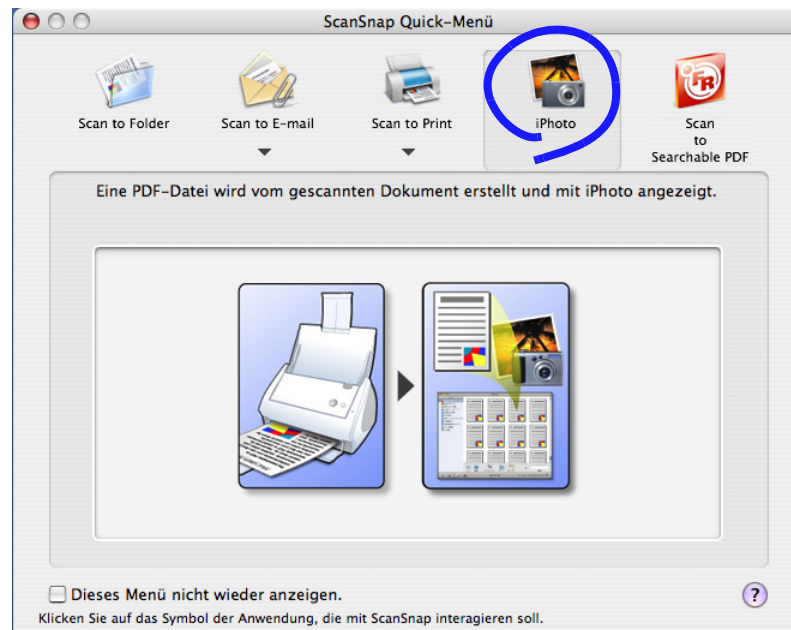 ScanSnap Quick-Menü
Scan to Folder
Scan to E-mail
Scan to Print
iPhoto
Scan
to
Searchable PDF
Eine PDF-Datei wird vom gescannten Dokument erstellt und mit iPhoto angezeigt.
Dieses Menü nicht wieder anzeigen.
?
Klicken Sie auf das Symbol der Anwendung, die mit ScanSnap interagieren soll.